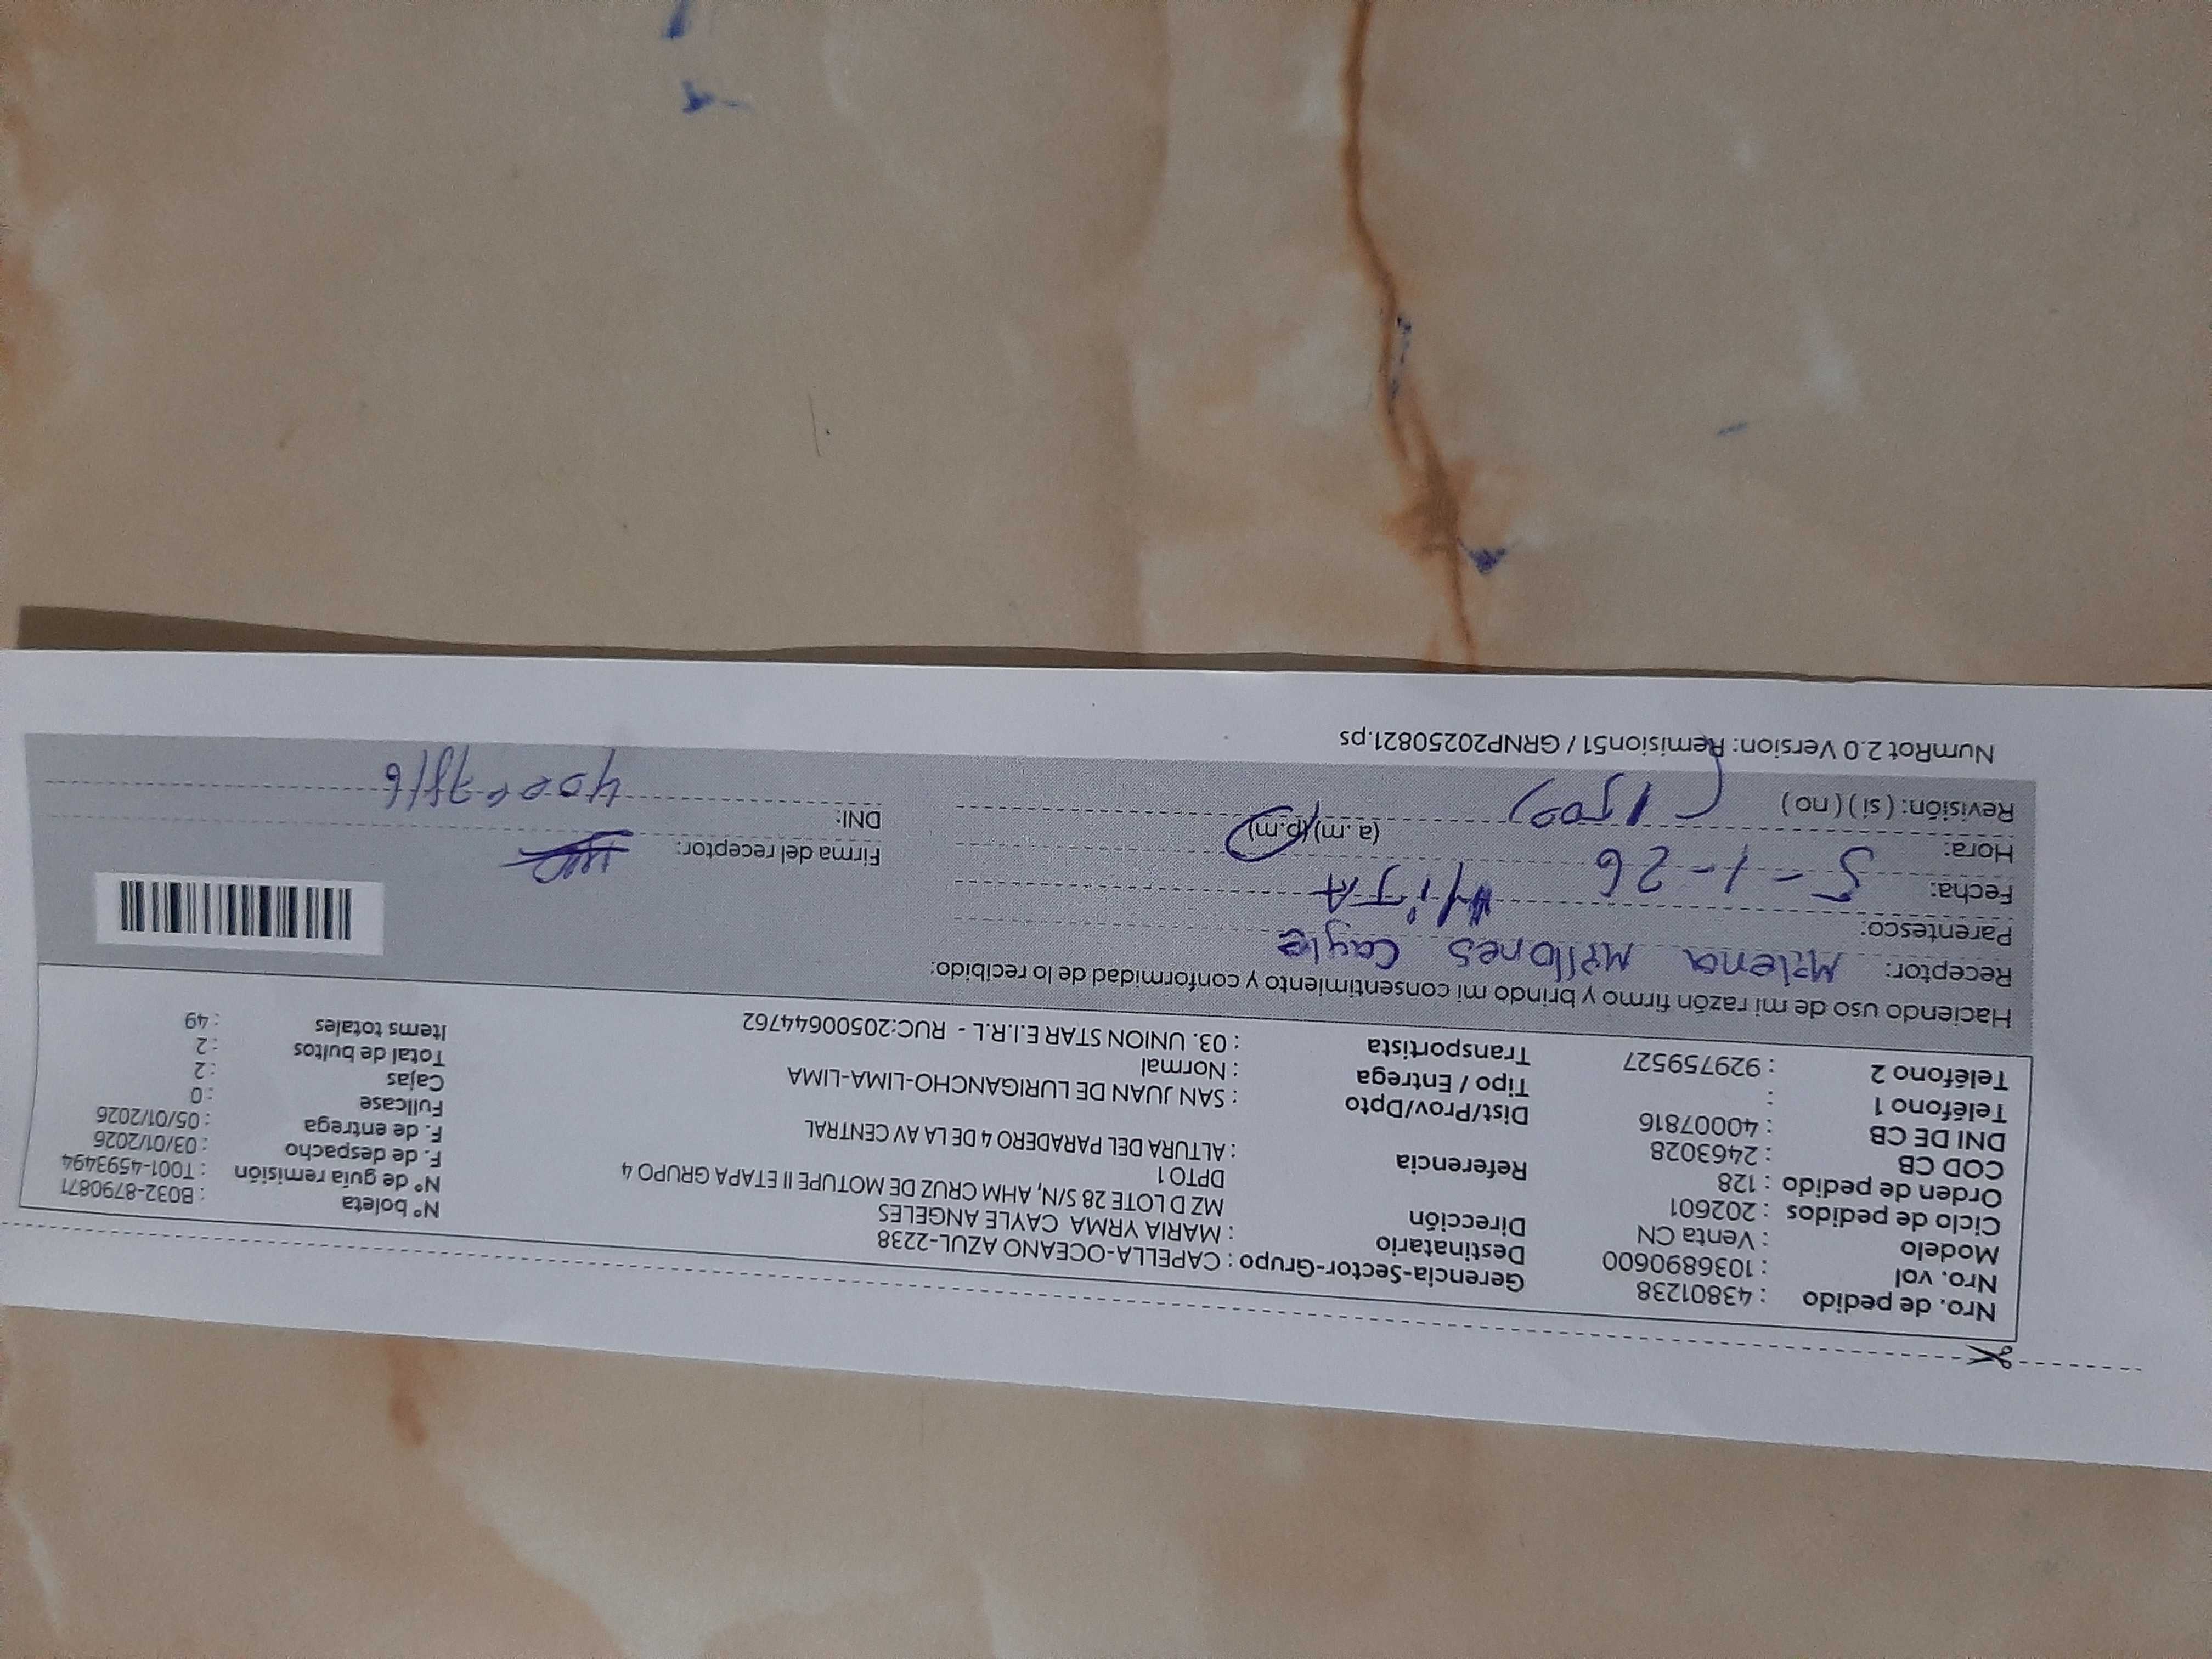 Nro. de pedido : 43801238
Nro. vol : 1036890600
Modelo : Venta CN
Ciclo de pedidos : 202601
Orden de pedido : 128
COD CB : 2463028
DNI DE CB : 40007816
Teléfono 1 :
Teléfono 2 : 929759527
Gerencia-Sector-Grupo : CAPELLA-OCEANO AZUL-2238
Destinatario : MARIA YRMA CAYLE ANGELES
Dirección MZ D LOTE 28 S/N, AHM CRUZ DE MOTUPE II ETAPA GRUPO 4
DPTO 1
Referencia : ALTURA DEL PARADERO 4 DE LA AV CENTRAL
Dist/Prov/Dpto : SAN JUAN DE LURIGANCHO-LIMA-LIMA
Tipo / Entrega : Normal
Transportista : 03. UNION STAR E.I.R.L - RUC:20500644762
N° boleta : B032-8790871
N° de guía remisión : T001-4593494
F. de despacho : 03/01/2026
F. de entrega : 05/01/2026
Fullcase : 0
Cajas : 2
Total de bultos : 2
Items totales : 49
Haciendo uso de mi razón firmo y brindo mi consentimiento y conformidad de lo recibido:
Receptor: Milena Millones Cayle
Parentesco: HiJA
Fecha: 5-1-26
Hora: (a. m) (p.m)
Revisión: ( sí ) ( no )
Firma del receptor:
DNI:
NumRot 2.0 Version: Remision51 / GRNP20250821.ps